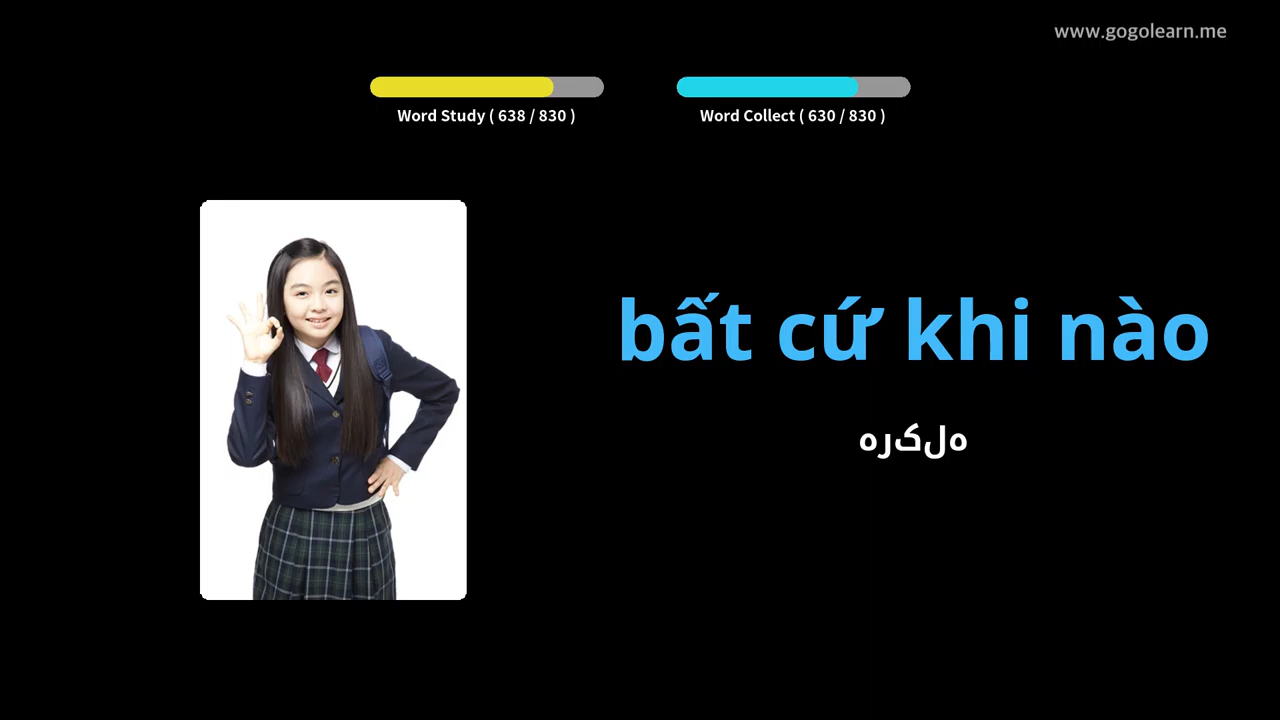 www.gogolearn.me
Word Study ( 638 / 830 )
Word Collect ( 630 / 830 )
bất cứ khi nào
هرکله